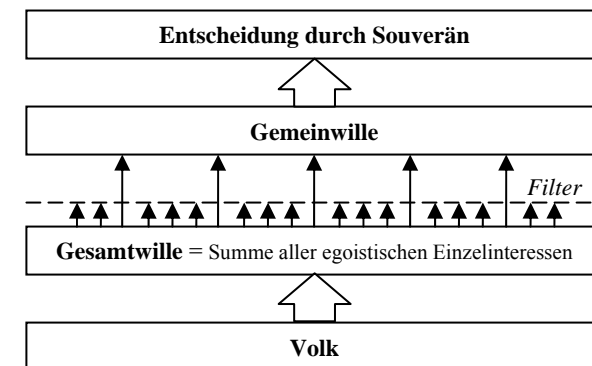 Entscheidung durch Souverän
Gemeinwille
Filter
Gesamtwille = Summe aller egoistischen Einzelinteressen
Volk